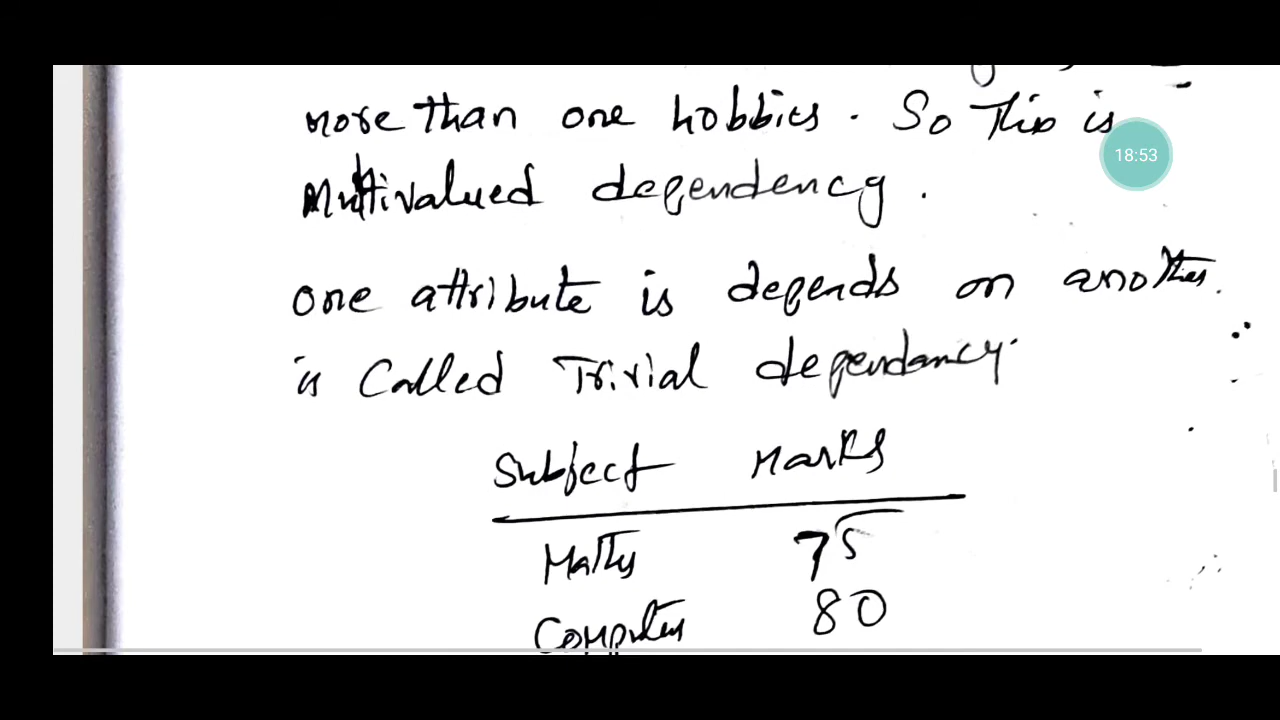 more than one hobbies. So This is
18:53
Multivalued dependency.
one attribute is depends on another.
is Called Trivial dependancy.
Subject Marks
Maths 75
Computer 80